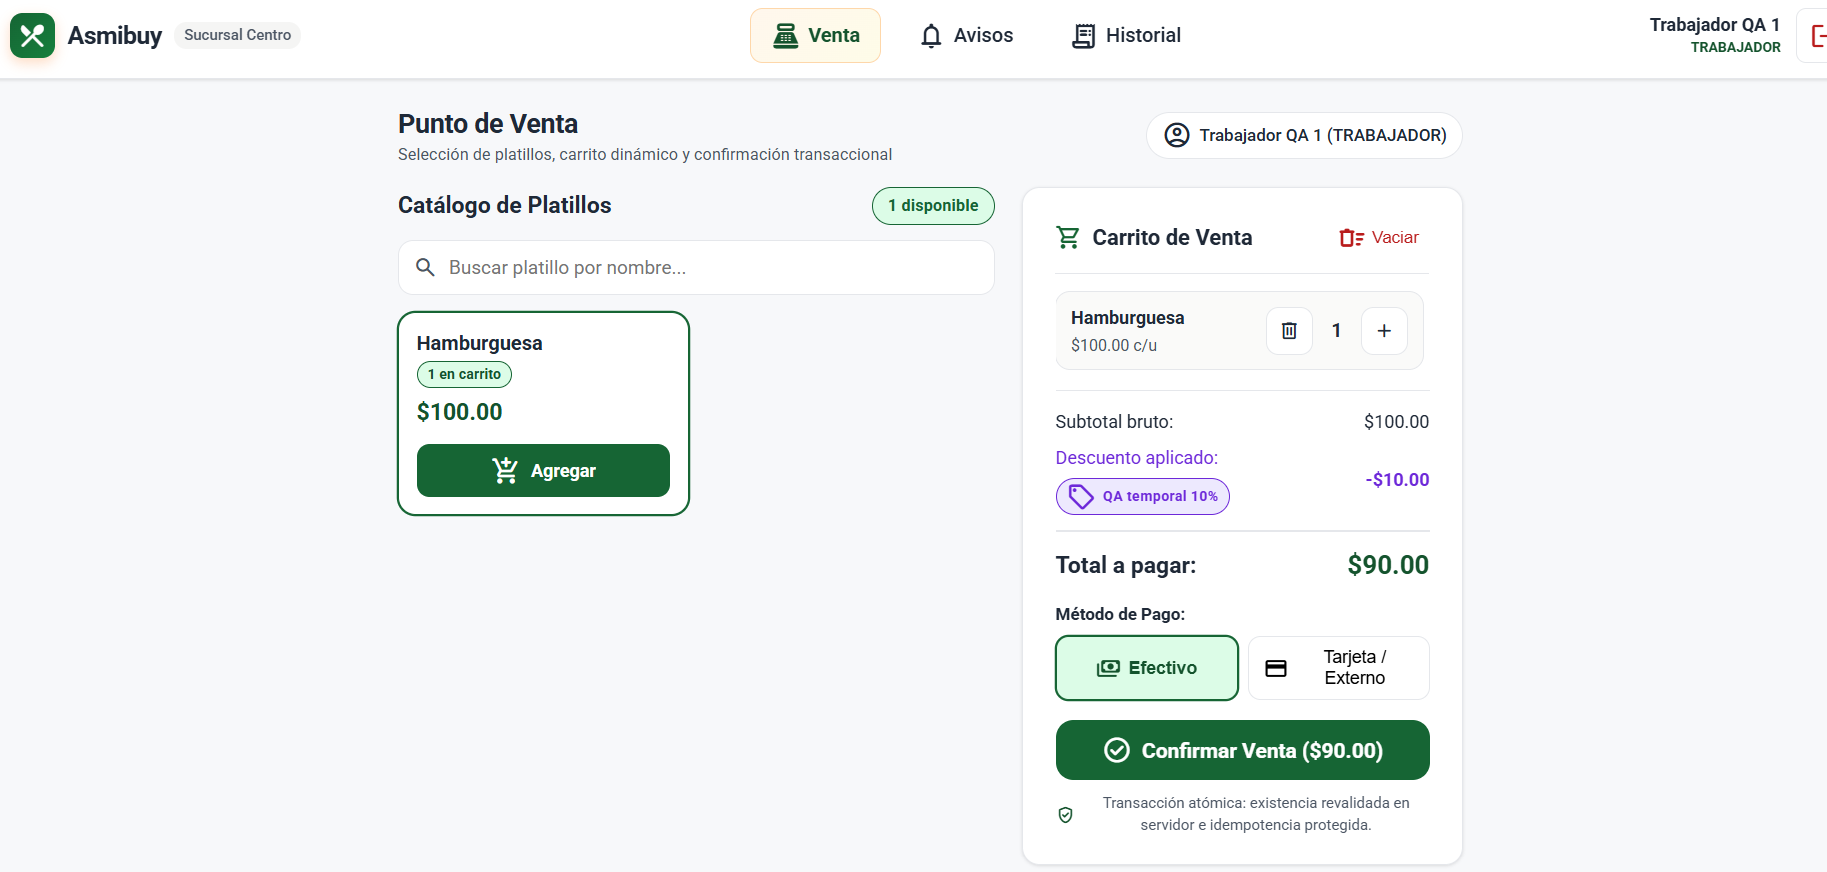 Asmibuy
Sucursal Centro
Venta
Avisos
Historial
Trabajador QA 1
TRABAJADOR
Punto de Venta
Selección de platillos, carrito dinámico y confirmación transaccional
Trabajador QA 1 (TRABAJADOR)
Catálogo de Platillos
1 disponible
Buscar platillo por nombre...
Hamburguesa
1 en carrito
$100.00
Agregar
Carrito de Venta
Vaciar
Hamburguesa
$100.00 c/u
1
Subtotal bruto:
$100.00
Descuento aplicado:
QA temporal 10%
-$10.00
Total a pagar:
$90.00
Método de Pago:
Efectivo
Tarjeta /
Externo
Confirmar Venta ($90.00)
Transacción atómica: existencia revalidada en
servidor e idempotencia protegida.